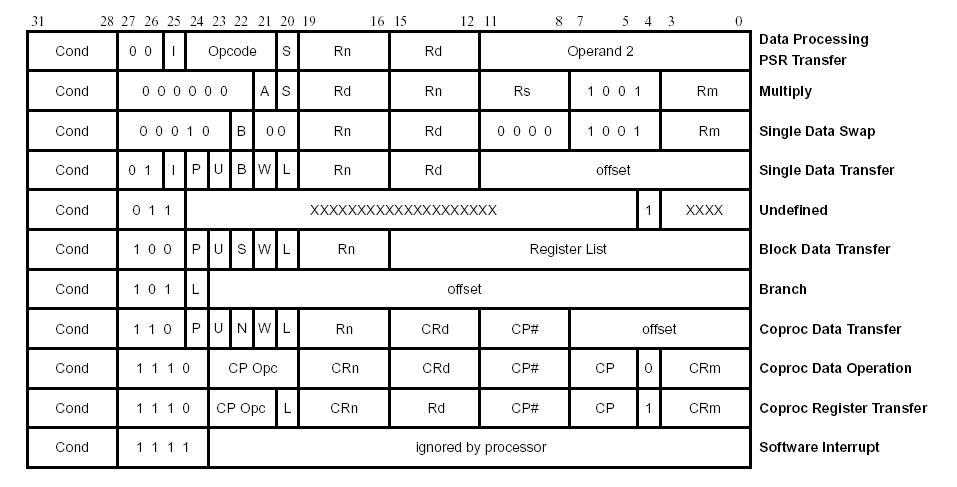 31 28 27 26 25 24 23 22 21 20 19 16 15 12 11 8 7 5 4 3 0
Cond 0 0 I Opcode S Rn Rd Operand 2 Data Processing
PSR Transfer
Cond 0 0 0 0 0 0 A S Rd Rn Rs 1 0 0 1 Rm Multiply
Cond 0 0 0 1 0 B 0 0 Rn Rd 0 0 0 0 1 0 0 1 Rm Single Data Swap
Cond 0 1 I P U B W L Rn Rd offset Single Data Transfer
Cond 0 1 1 XXXXXXXXXXXXXXXXXXXX 1 XXXX Undefined
Cond 1 0 0 P U S W L Rn Register List Block Data Transfer
Cond 1 0 1 L offset Branch
Cond 1 1 0 P U N W L Rn CRd CP# offset Coproc Data Transfer
Cond 1 1 1 0 CP Opc CRn CRd CP# CP 0 CRm Coproc Data Operation
Cond 1 1 1 0 CP Opc L CRn Rd CP# CP 1 CRm Coproc Register Transfer
Cond 1 1 1 1 ignored by processor Software Interrupt